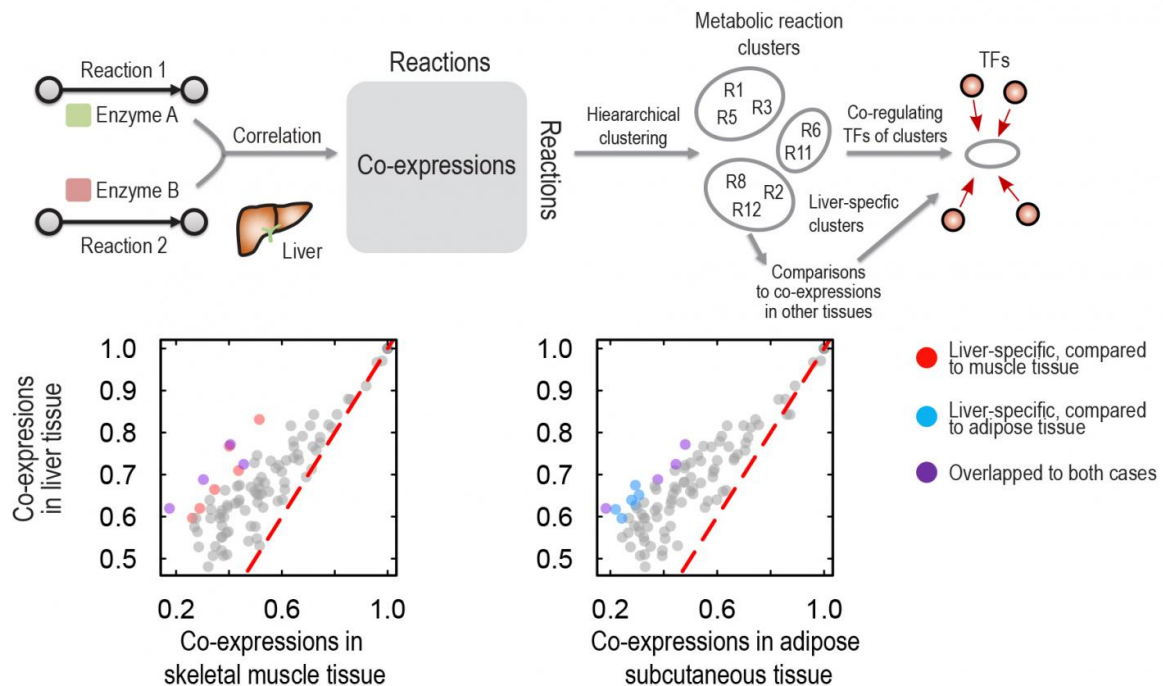 Reaction 1
Enzyme A
Enzyme B
Reaction 2
Correlation
Liver
Reactions
Co-expressions
Reactions
Hiearchical
clustering
Metabolic reaction
clusters
R1
R5 R3
R6
R11
R8
R2
R12
Liver-specfic
clusters
Co-regulating
TFs of clusters
TFs
Comparisons
to co-expressions
in other tissues
Co-expresions
in liver tissue
1.0
0.9
0.8
0.7
0.6
0.5
0.2 0.6 1.0
Co-expressions in
skeletal muscle tissue
1.0
0.9
0.8
0.7
0.6
0.5
0.2 0.6 1.0
Co-expressions in adipose
subcutaneous tissue
Liver-specific, compared
to muscle tissue
Liver-specific, compared
to adipose tissue
Overlapped to both cases